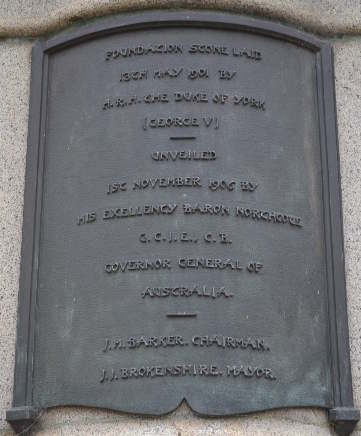 FOUNDATION STONE LAID
13TH MAY 1901 BY
H.R.H. THE DUKE OF YORK
(GEORGE V)
UNVEILED
1ST NOVEMBER 1906 BY
HIS EXELLENCY BARON NORTHCOTE
G.C.I.E., C.B.
GOVERNOR GENERAL OF
AUSTRALIA.
J.H. BARKER. CHAIRMAN.
J.J. BROKENSHIRE. MAYOR.